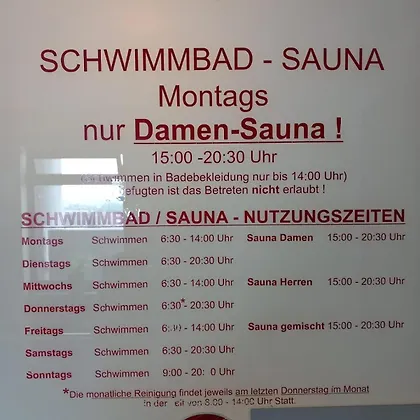 SCHWIMMBAD - SAUNA
Montags
nur Damen-Sauna !
15:00 -20:30 Uhr
in Badebekleidung nur bis 14:00 Uhr)
ist das Betreten nicht erlaubt !
SCHWIMMBAD / SAUNA - NUTZUNGSZEITEN
Montags Schwimmen 6:30 - 14:00 Uhr Sauna Damen 15:00 - 20:30 Uhr
Dienstags Schwimmen 6:30 - 20:30 Uhr
Mittwochs Schwimmen 6:30 - 14:00 Uhr Sauna Herren 15:00 - 20:30 Uhr
Donnerstags Schwimmen 6:30*- 20:30 Uhr
Freitags Schwimmen - 14:00 Uhr Sauna gemischt 15:00 - 20:30 Uhr
Samstags Schwimmen 6:30 - 20:30 Uhr
Sonntags Schwimmen 9:00 - Uhr
*Die monatliche Reinigung findet jeweils am letzten Donnerstag im Monat
in der von 8:00 - 14:00 Uhr Statt.